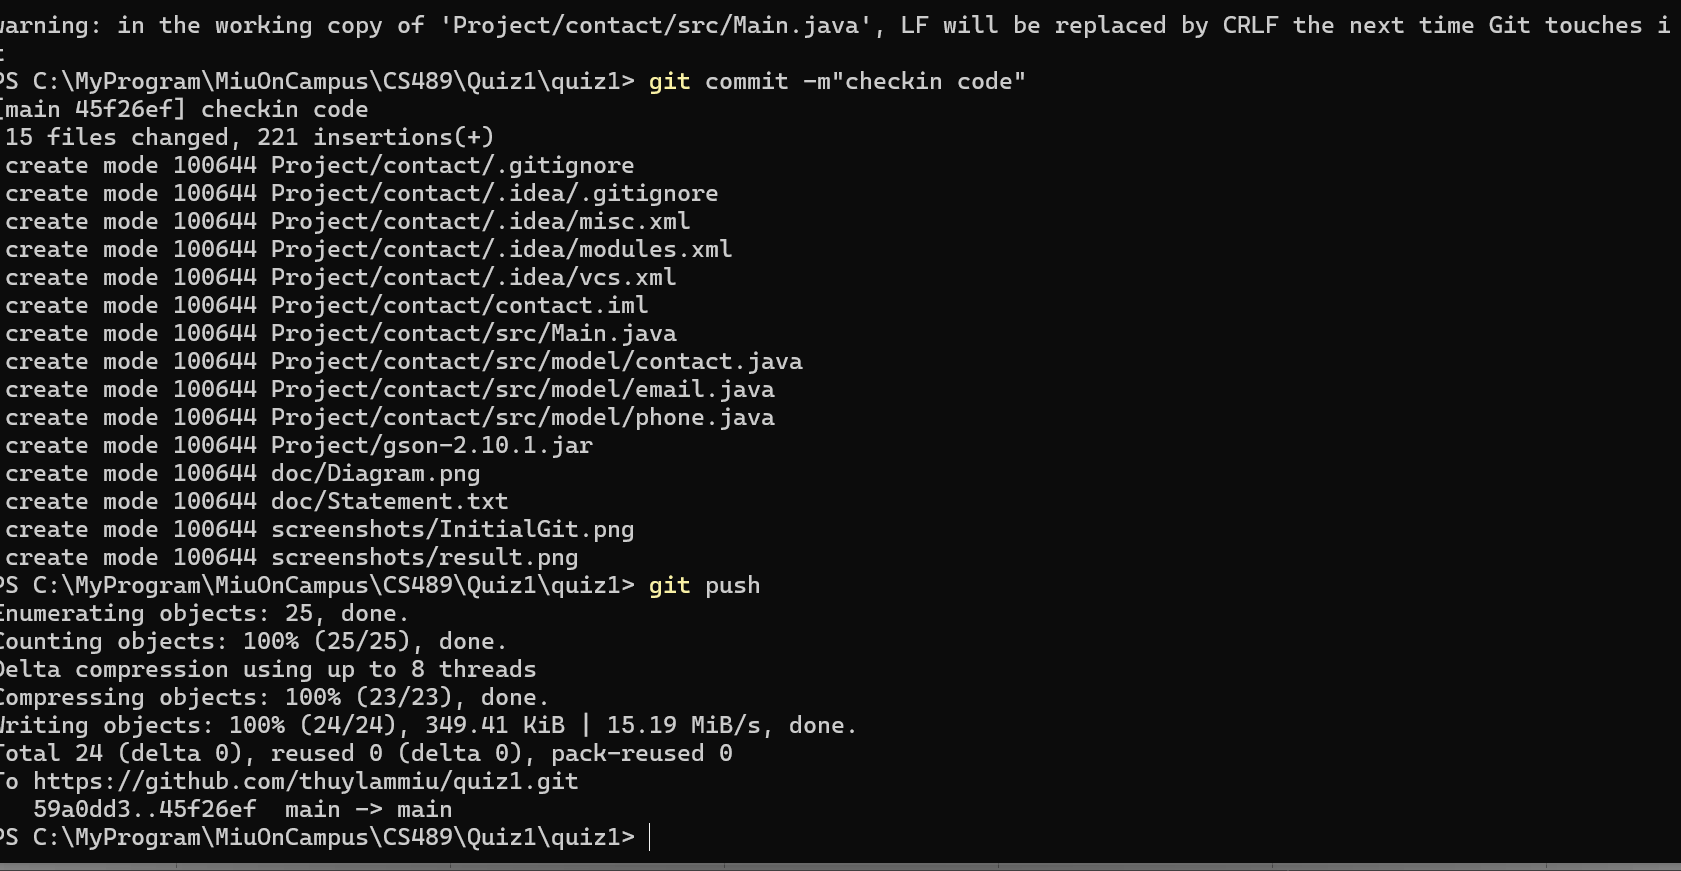 warning: in the working copy of 'Project/contact/src/Main.java', LF will be replaced by CRLF the next time Git touches i
t
PS C:\MyProgram\MiuOnCampus\CS489\Quiz1\quiz1> git commit -m"checkin code"
[main 45f26ef] checkin code
 15 files changed, 221 insertions(+)
 create mode 100644 Project/contact/.gitignore
 create mode 100644 Project/contact/.idea/.gitignore
 create mode 100644 Project/contact/.idea/misc.xml
 create mode 100644 Project/contact/.idea/modules.xml
 create mode 100644 Project/contact/.idea/vcs.xml
 create mode 100644 Project/contact/contact.iml
 create mode 100644 Project/contact/src/Main.java
 create mode 100644 Project/contact/src/model/contact.java
 create mode 100644 Project/contact/src/model/email.java
 create mode 100644 Project/contact/src/model/phone.java
 create mode 100644 Project/gson-2.10.1.jar
 create mode 100644 doc/Diagram.png
 create mode 100644 doc/Statement.txt
 create mode 100644 screenshots/InitialGit.png
 create mode 100644 screenshots/result.png
PS C:\MyProgram\MiuOnCampus\CS489\Quiz1\quiz1> git push
Enumerating objects: 25, done.
Counting objects: 100% (25/25), done.
Delta compression using up to 8 threads
Compressing objects: 100% (23/23), done.
Writing objects: 100% (24/24), 349.41 KiB | 15.19 MiB/s, done.
Total 24 (delta 0), reused 0 (delta 0), pack-reused 0
To https://github.com/thuylammiu/quiz1.git
   59a0dd3..45f26ef  main -> main
PS C:\MyProgram\MiuOnCampus\CS489\Quiz1\quiz1>